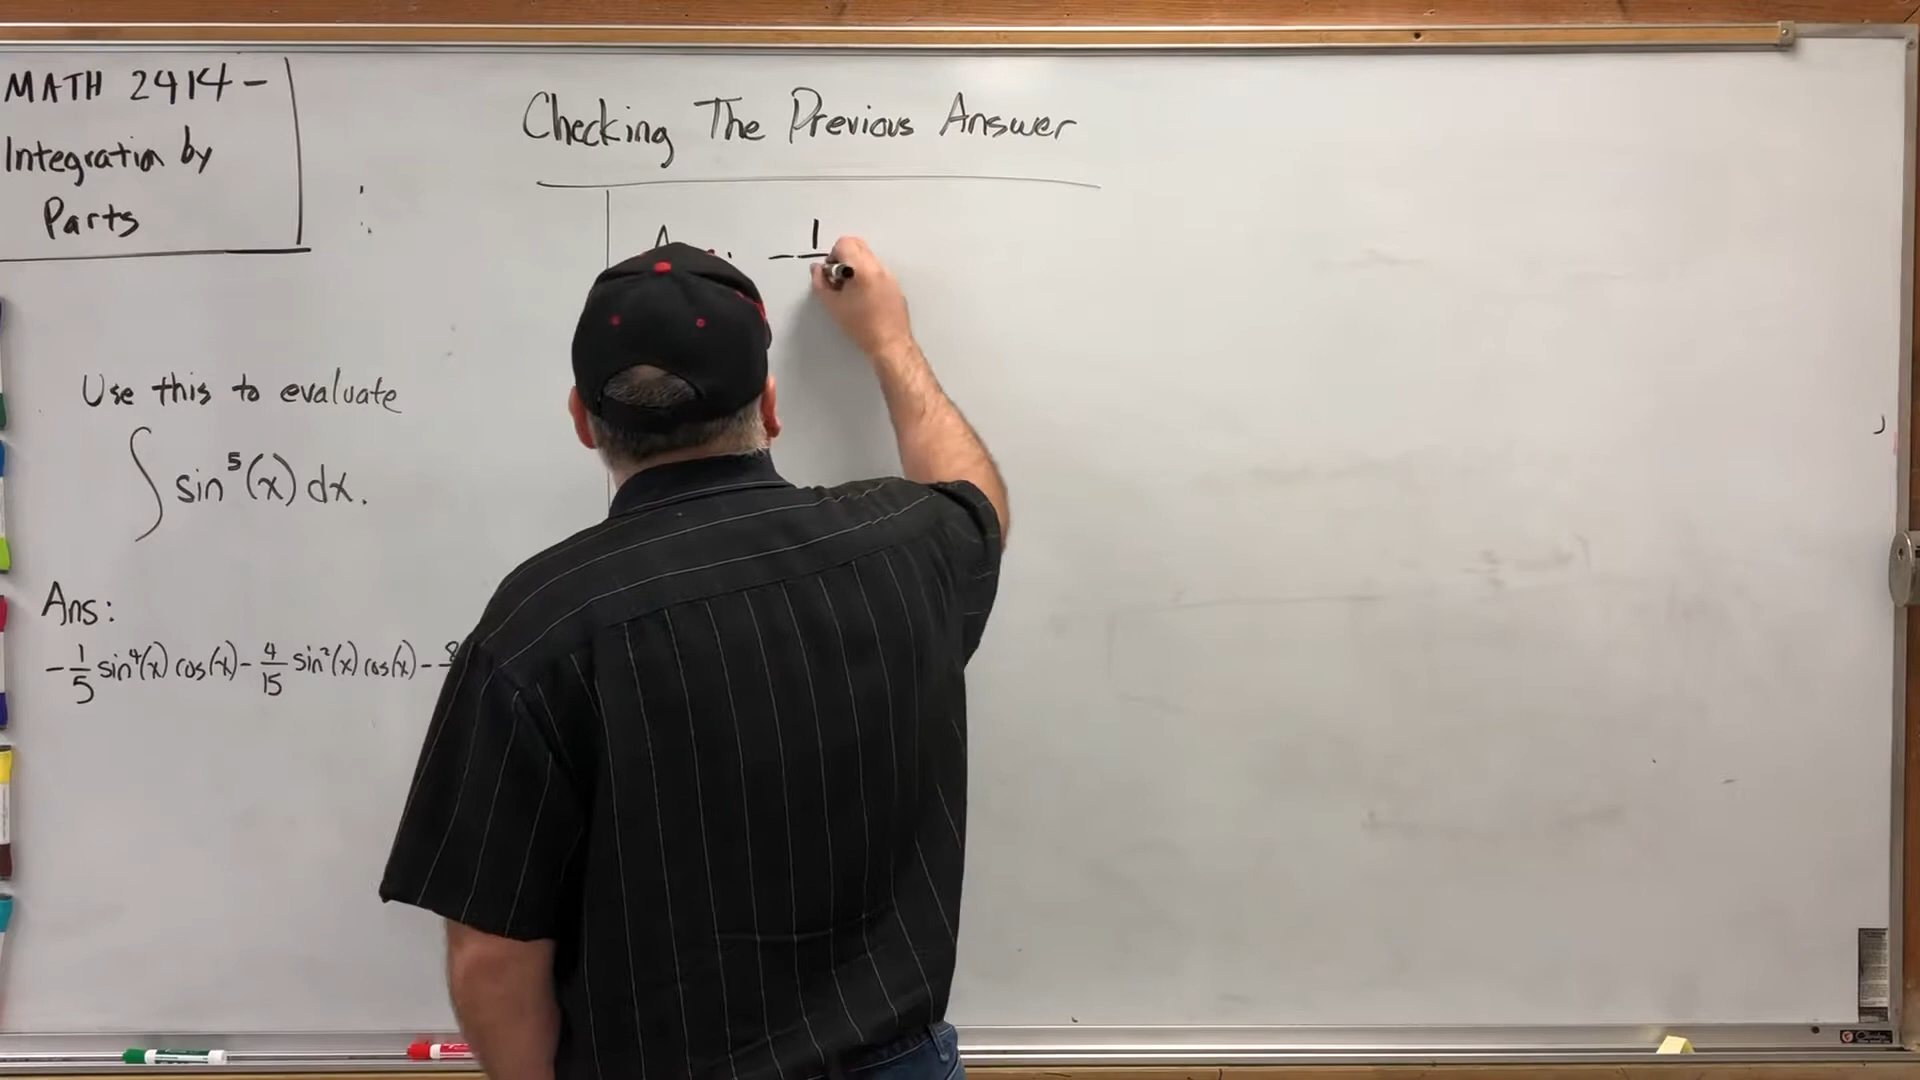 MATH 2414 -
Integration by
Parts
Checking The Previous Answer
- 1
Use this to evaluate
∫ sin⁵(x) dx.
Ans:
- 1/5 sin⁴(x) cos(x) - 4/15 sin²(x) cos(x) - 8